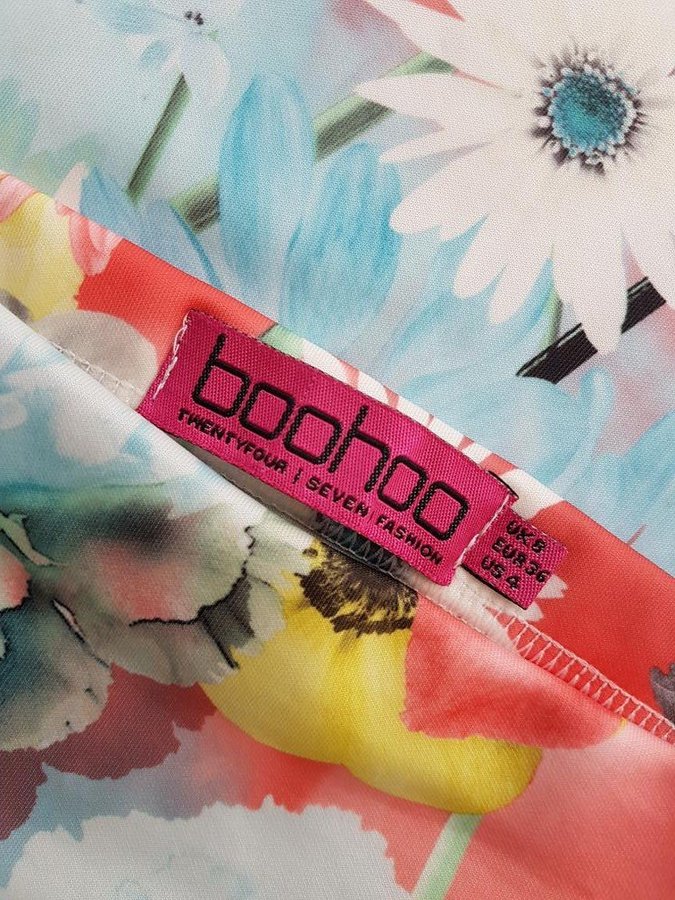 boohoo
TWENTYFOUR | SEVEN FASHION
UK 8
EUR 36
US 4